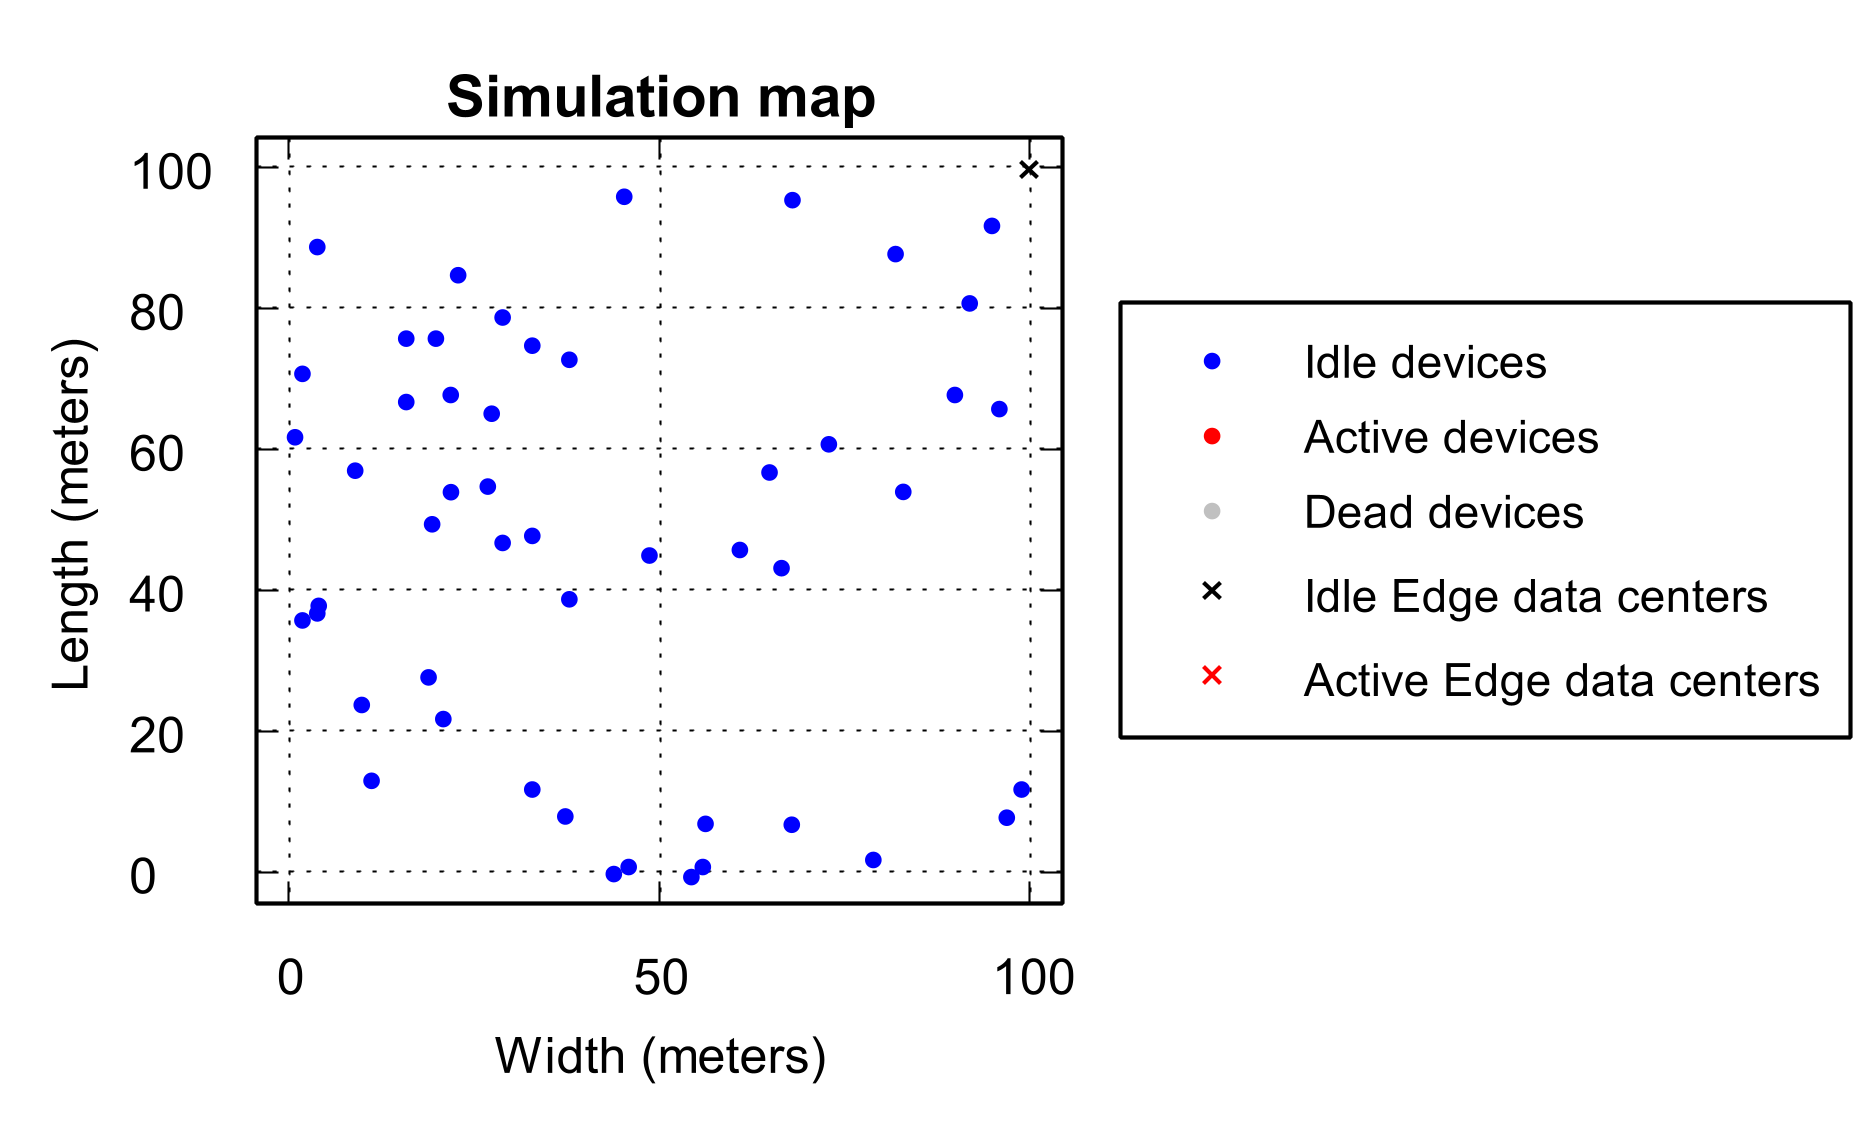 Simulation map
100
80
60
40
20
0
Length (meters)
0 50 100
Width (meters)
Idle devices
Active devices
Dead devices
Idle Edge data centers
Active Edge data centers